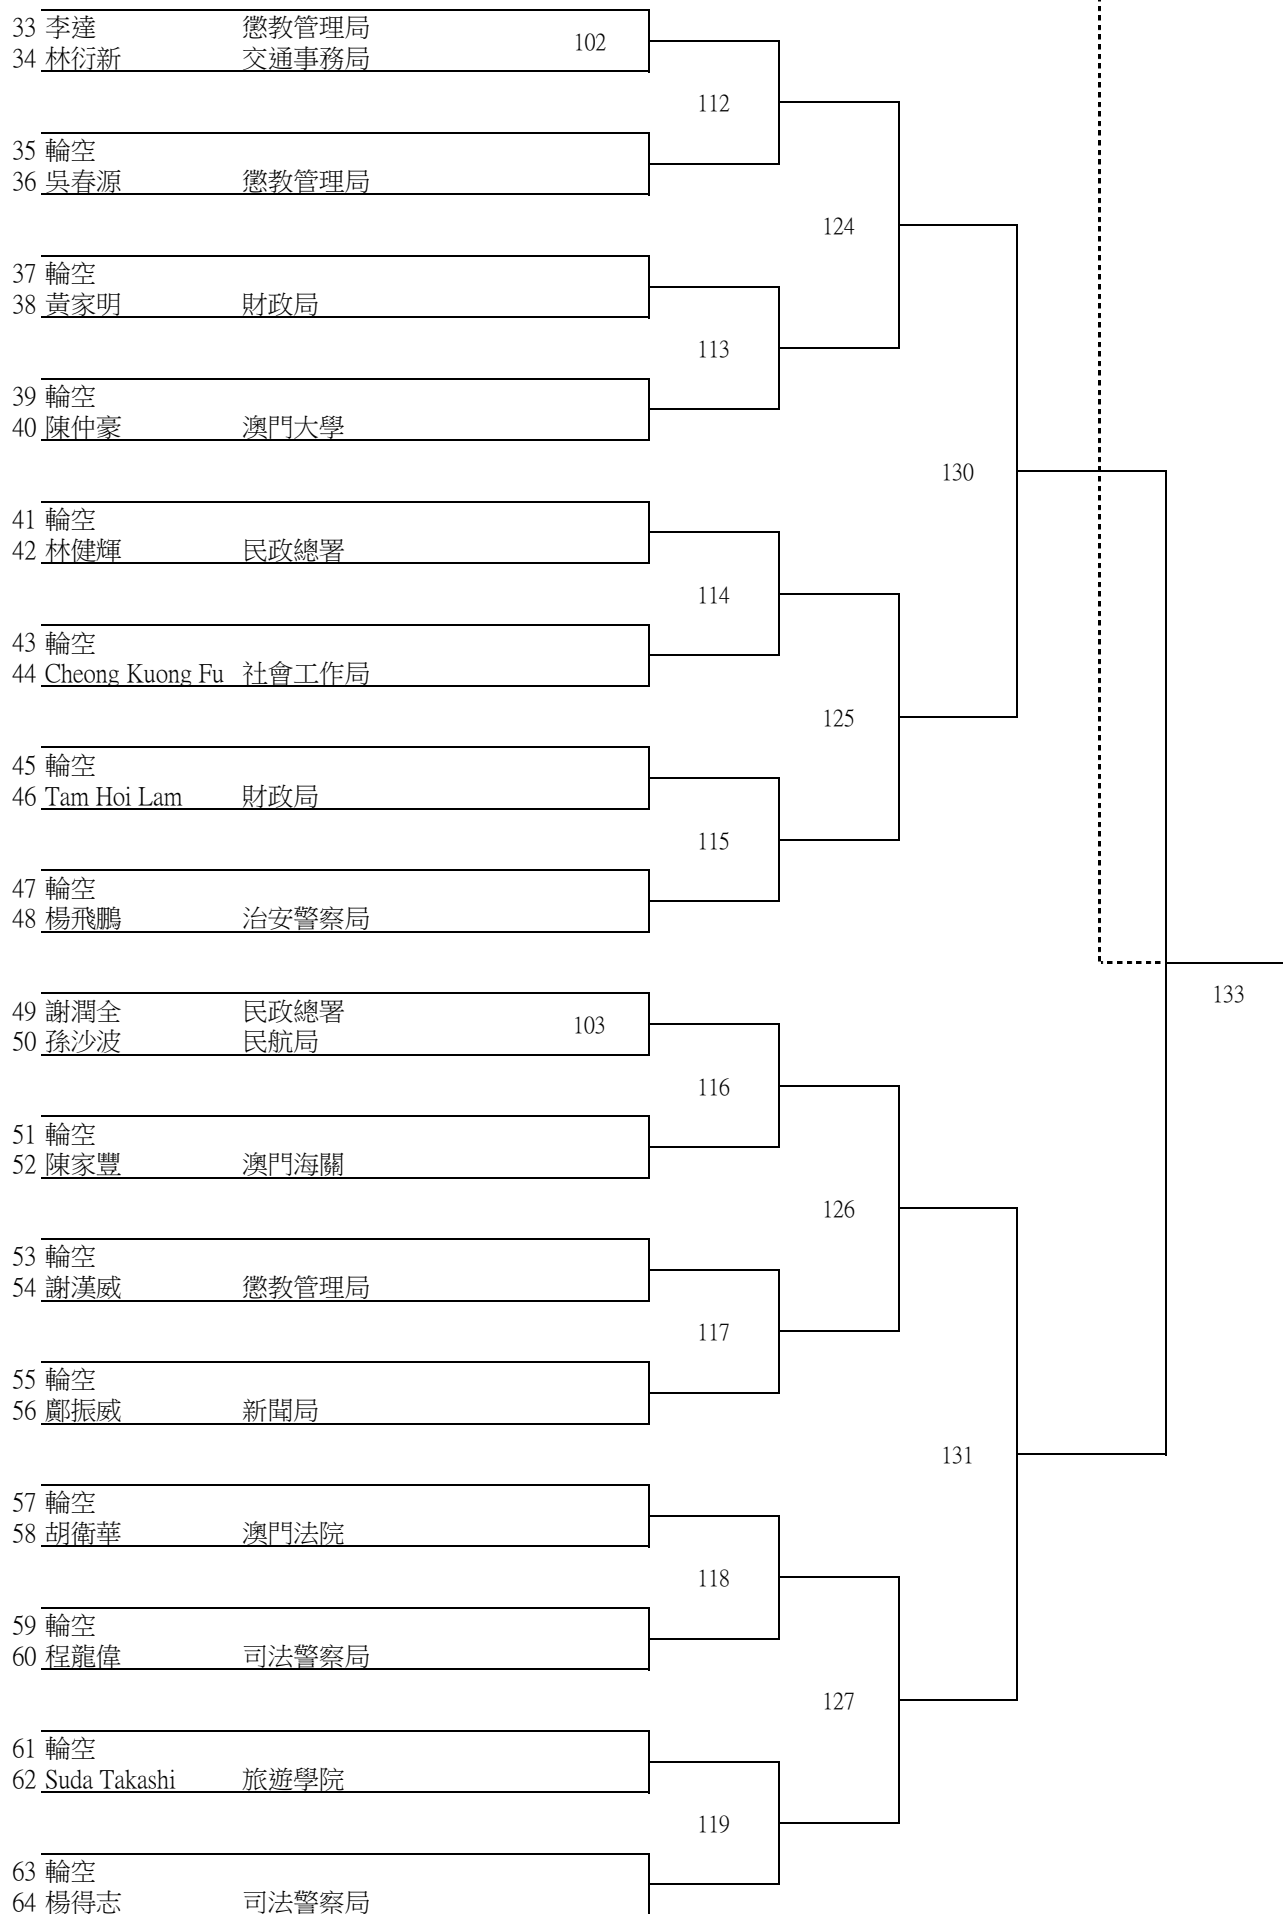 33 李達 懲教管理局
102
34 林衍新 交通事務局
112
35 輪空
36 吳春源 懲教管理局
124
37 輪空
38 黃家明 財政局
113
39 輪空
40 陳仲豪 澳門大學
130
41 輪空
42 林健輝 民政總署
114
43 輪空
44 Cheong Kuong Fu 社會工作局
125
45 輪空
46 Tam Hoi Lam 財政局
115
47 輪空
48 楊飛鵬 治安警察局
133
49 謝潤全 民政總署
103
50 孫沙波 民航局
116
51 輪空
52 陳家豐 澳門海關
126
53 輪空
54 謝漢威 懲教管理局
117
55 輪空
56 鄺振威 新聞局
131
57 輪空
58 胡衛華 澳門法院
118
59 輪空
60 程龍偉 司法警察局
127
61 輪空
62 Suda Takashi 旅遊學院
119
63 輪空
64 楊得志 司法警察局